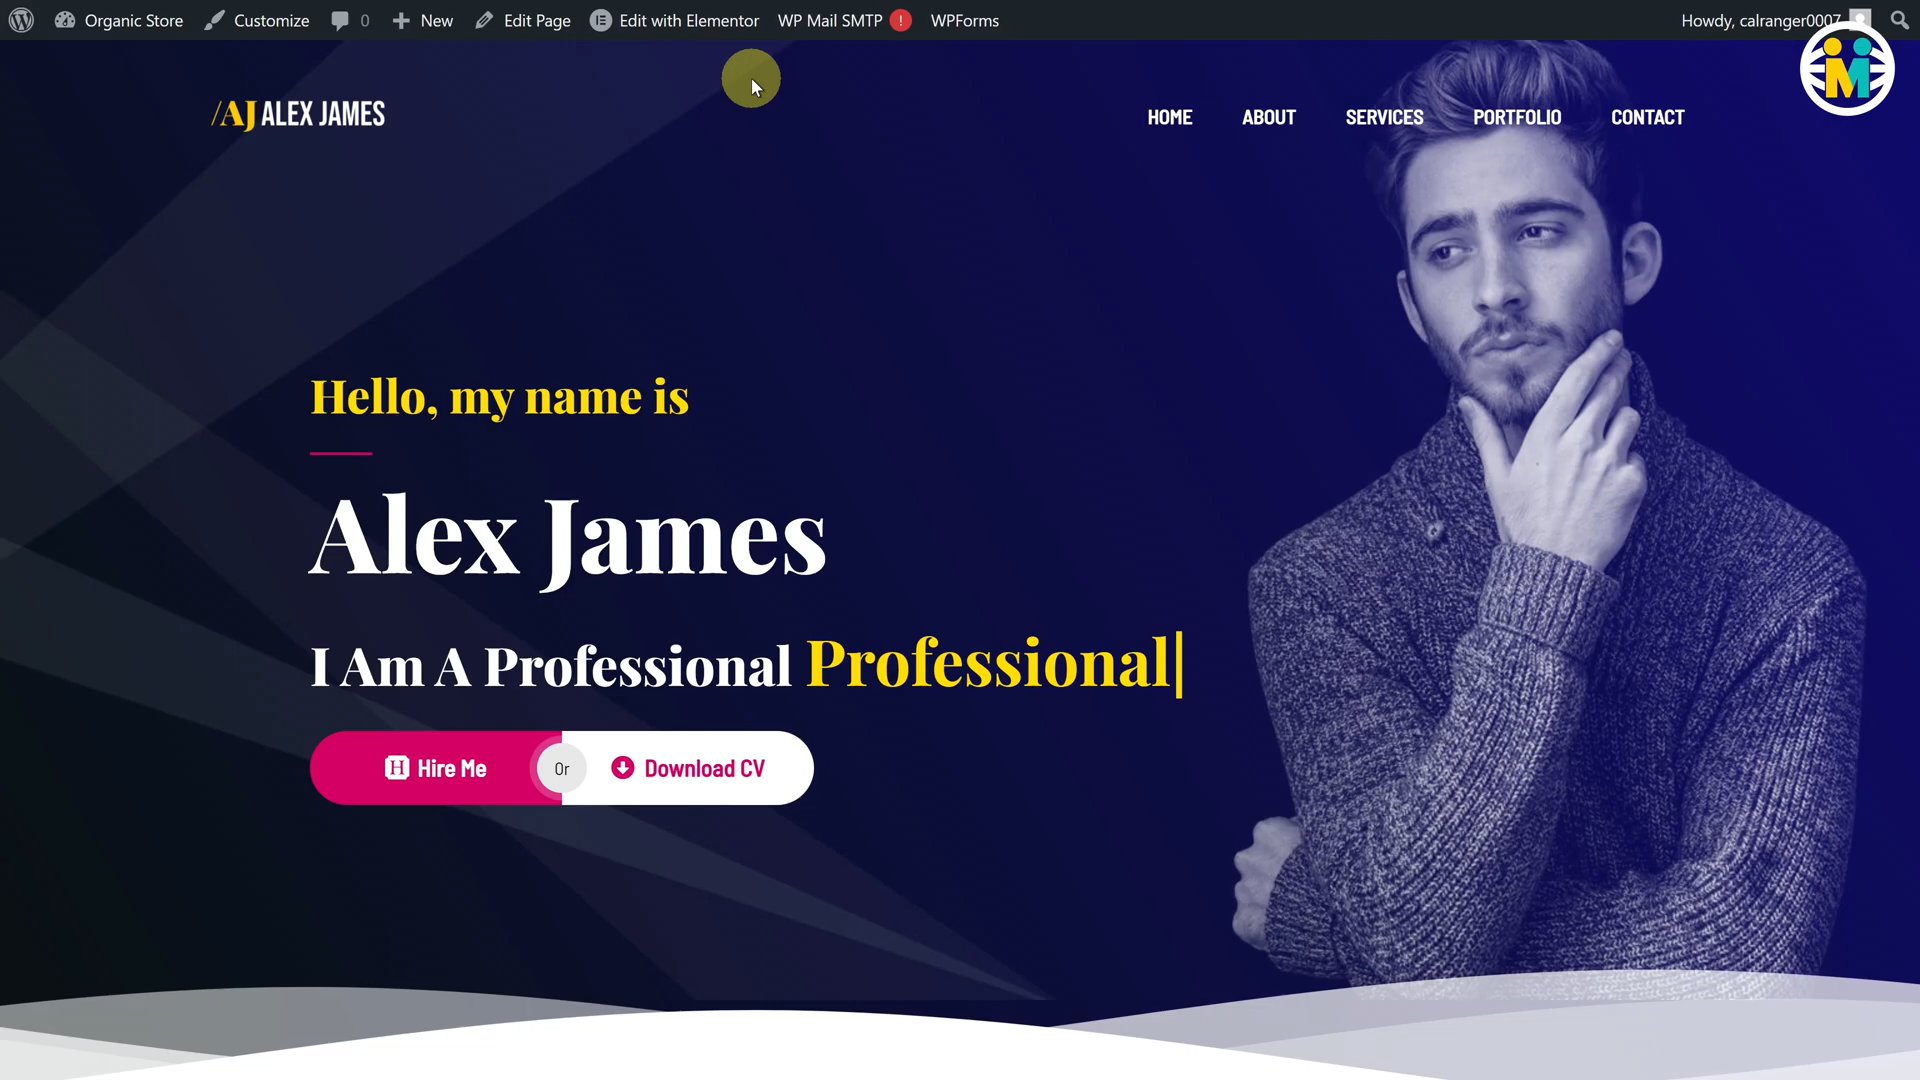 Organic Store Customize 0 New Edit Page Edit with Elementor WP Mail SMTP ! WPForms Howdy, calranger0007
M
/AJ ALEX JAMES HOME ABOUT SERVICES PORTFOLIO CONTACT
Hello, my name is
Alex James
I Am A Professional Professional|
H Hire Me Or Download CV